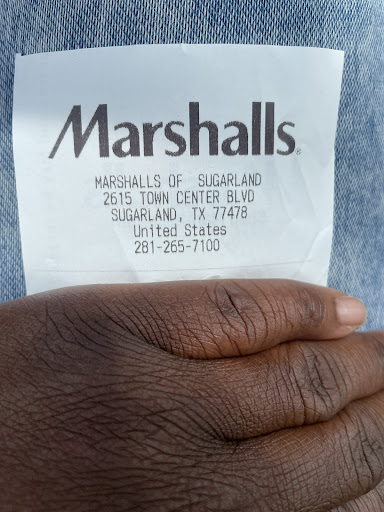 Marshalls®
MARSHALLS OF SUGARLAND
2615 TOWN CENTER BLVD
SUGARLAND, TX 77478
United States
281-265-7100